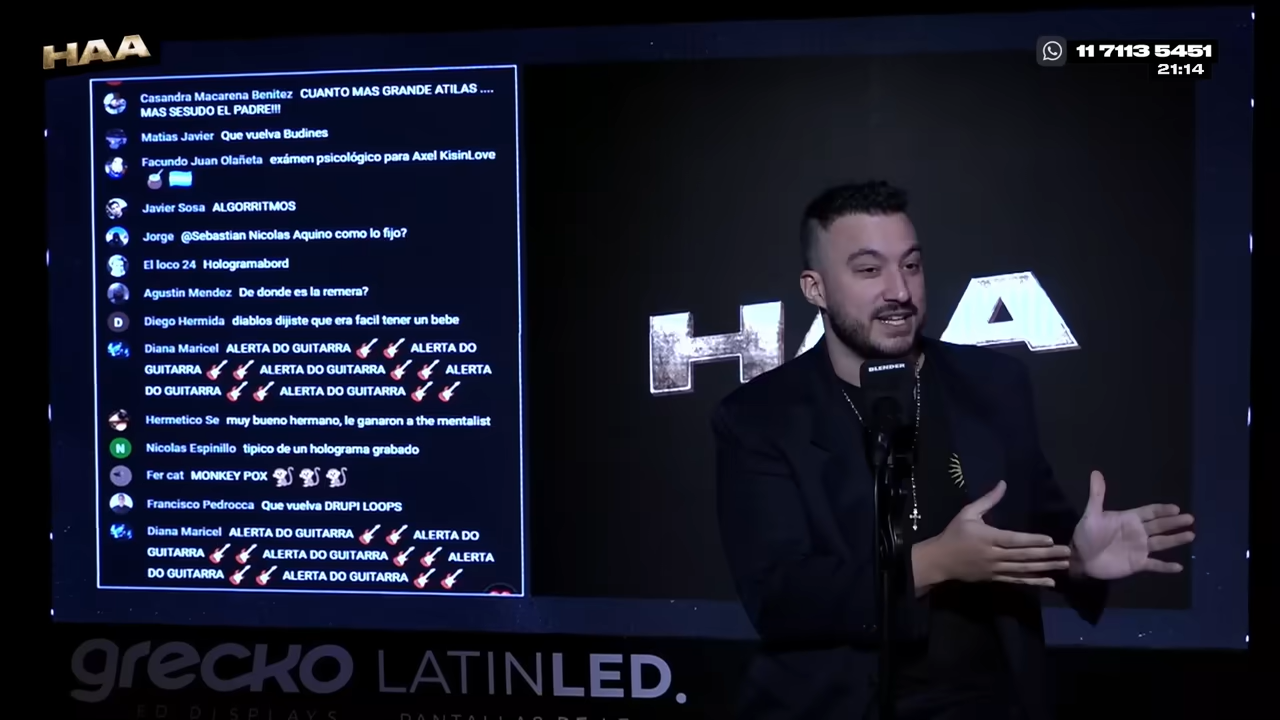 HAA
11 7113 5451
21:14
Casandra Macarena Benitez CUANTO MAS GRANDE ATILAS ....
MAS SESUDO EL PADRE!!!
Matias Javier Que vuelva Budines
Facundo Juan Olañeta exámen psicológico para Axel KisinLove
Javier Sosa ALGORRITMOS
Jorge @Sebastian Nicolas Aquino como lo fijo?
El loco 24 Hologramabord
Agustin Mendez De donde es la remera?
D Diego Hermida diablos dijiste que era facil tener un bebe
Diana Maricel ALERTA DO GUITARRA 🎸 🎸 ALERTA DO
GUITARRA 🎸 🎸 ALERTA DO GUITARRA 🎸 🎸 ALERTA
DO GUITARRA 🎸 🎸 ALERTA DO GUITARRA 🎸 🎸
Hermetico Se muy bueno hermano, le ganaron a the mentalist
N Nicolas Espinillo tipico de un holograma grabado
Fer cat MONKEY POX 🐒 🐒 🐒
Francisco Pedrocca Que vuelva DRUPI LOOPS
Diana Maricel ALERTA DO GUITARRA 🎸 🎸 ALERTA DO
GUITARRA 🎸 🎸 ALERTA DO GUITARRA 🎸 🎸 ALERTA
DO GUITARRA 🎸 🎸 ALERTA DO GUITARRA 🎸 🎸
H A
BLENDER
grecko LATINLED.
ED DISPLAYS PANTALLAS DE LE